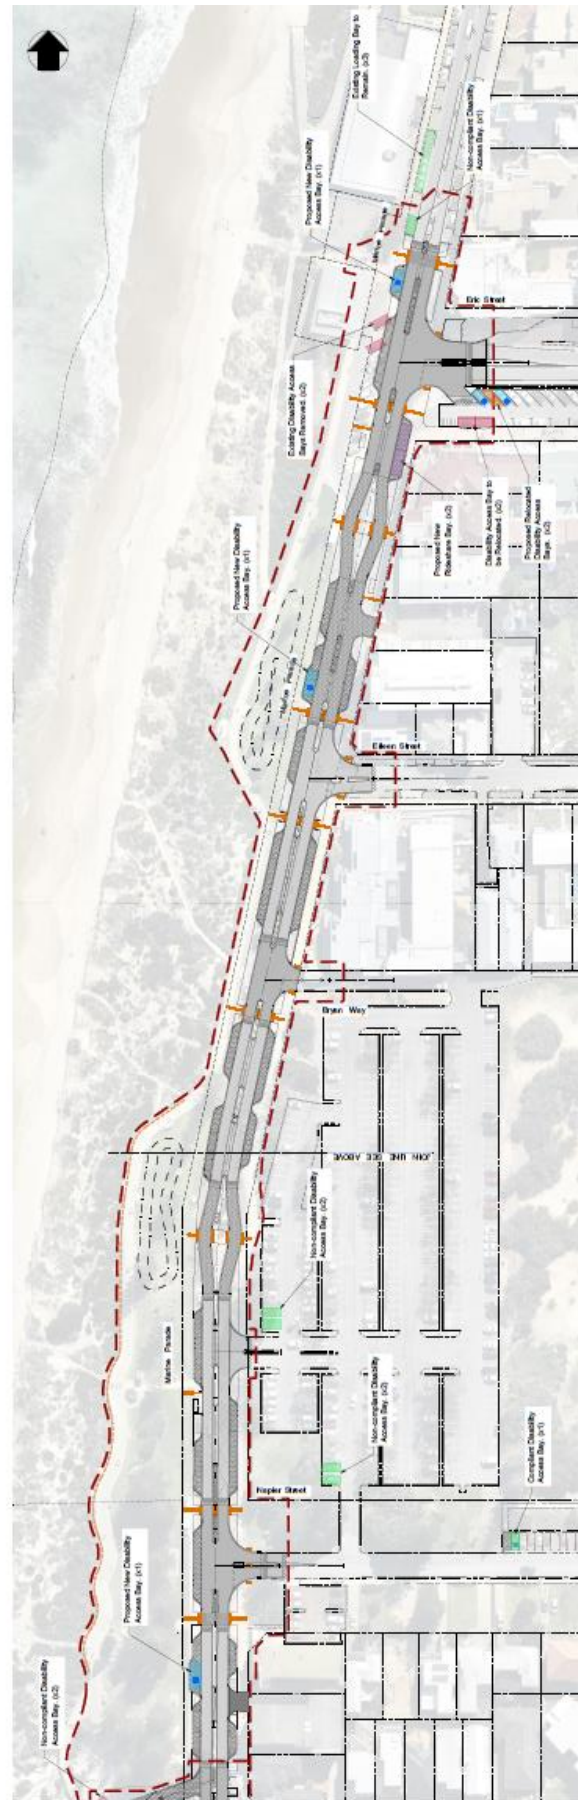 Existing Loading Bay to
Remain. (x3)
Non-compliant Disability
Access Bay. (x1)
Proposed New Disability
Access Bay. (x1)
Marine Parade
Eric Street
Existing Disability Access
Bays Removed. (x2)
Proposed New
Rideshare Bay. (x2)
Disability Access Bay to
be Relocated. (x2)
Proposed Relocated
Disability Access
Bays. (x2)
Proposed New Disability
Access Bay. (x1)
Marine Parade
Eileen Street
Bryan Way
JOIN LINE SEE ABOVE
Non-compliant Disability
Access Bay. (x2)
Marine Parade
Non-compliant Disability
Access Bay. (x2)
Napier Street
Compliant Disability
Access Bay. (x1)
Proposed New Disability
Access Bay. (x1)
Non-compliant Disability
Access Bay. (x2)